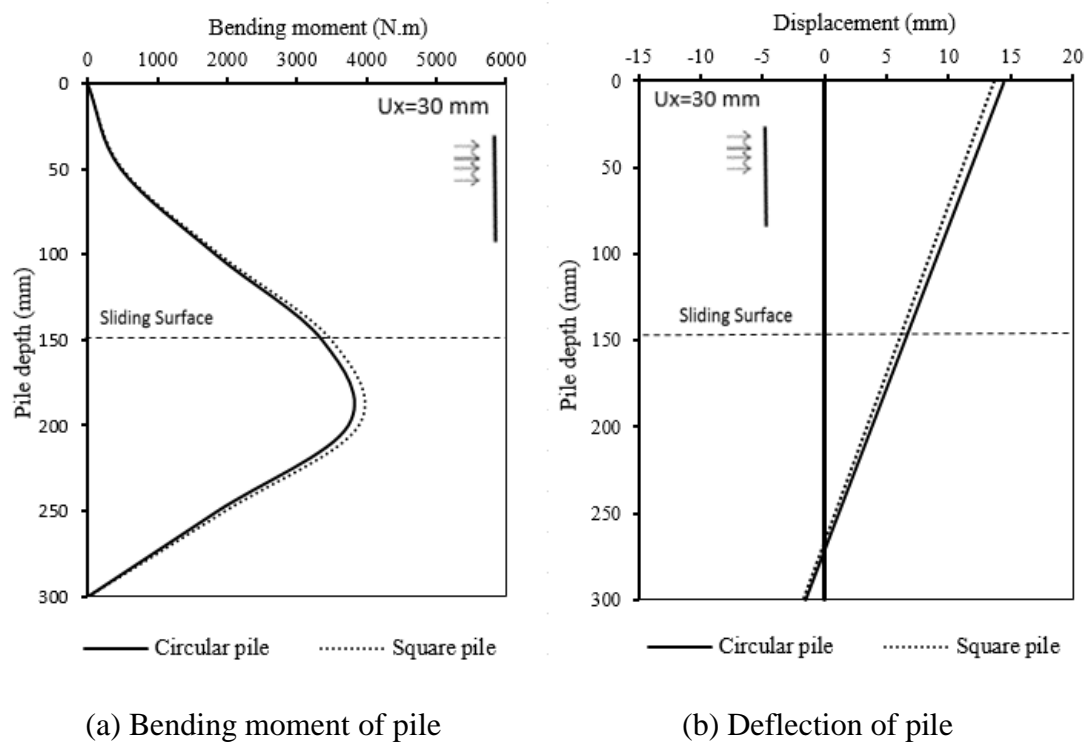 Bending moment (N.m)
0 1000 2000 3000 4000 5000 6000
0
50
100
150
200
250
300
Pile depth (mm)
Ux=30 mm
Sliding Surface
Circular pile Square pile
(a) Bending moment of pile
Displacement (mm)
-15 -10 -5 0 5 10 15 20
0
50
100
150
200
250
300
Pile depth (mm)
Ux=30 mm
Sliding Surface
Circular pile Square pile
(b) Deflection of pile